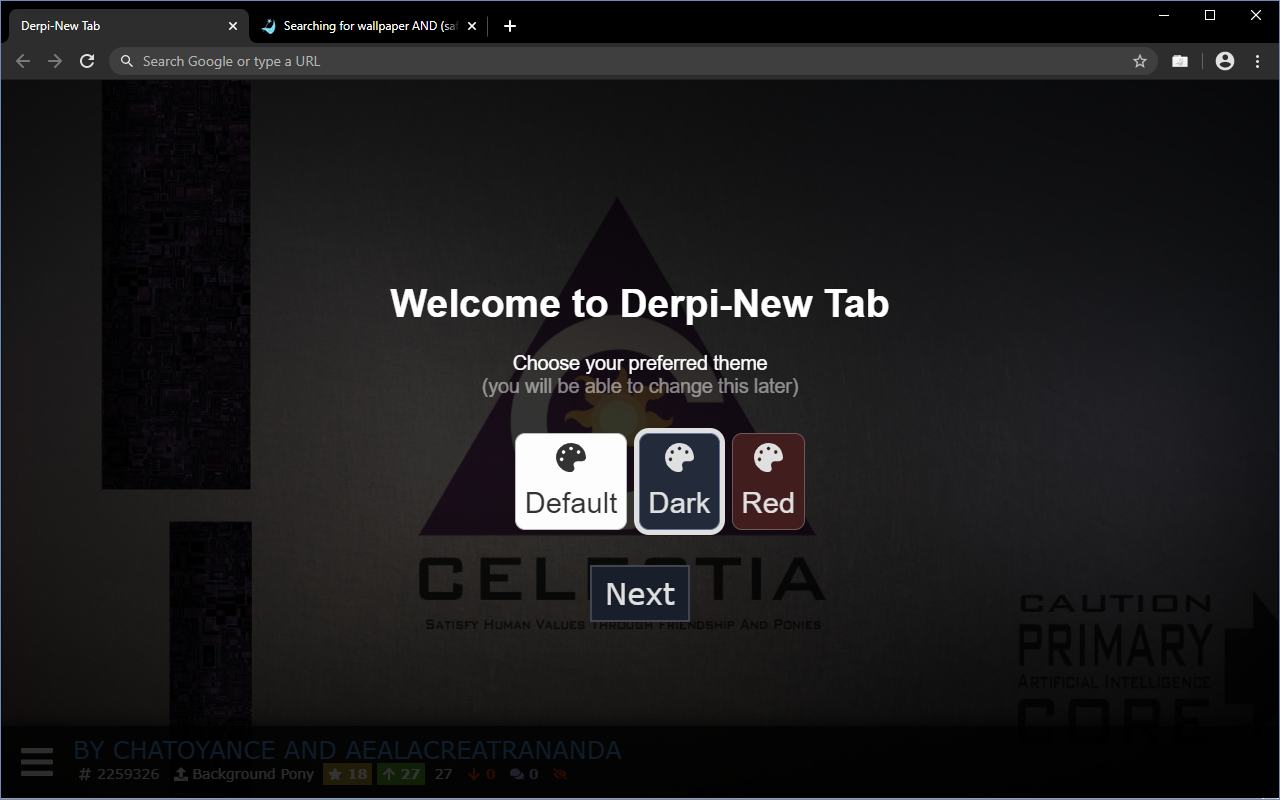 Derpi-New Tab
Searching for wallpaper AND (saf
Search Google or type a URL
Welcome to Derpi-New Tab
Choose your preferred theme
(you will be able to change this later)
Default
Dark
Red
Next
CELESTIA
Satisfy Human Values Through Friendship And Ponies
CAUTION
PRIMARY
Artificial Intelligence
CORE
BY CHATOYANCE AND AEALACREATRANANDA
# 2259326 Background Pony 18 27 27 0 0